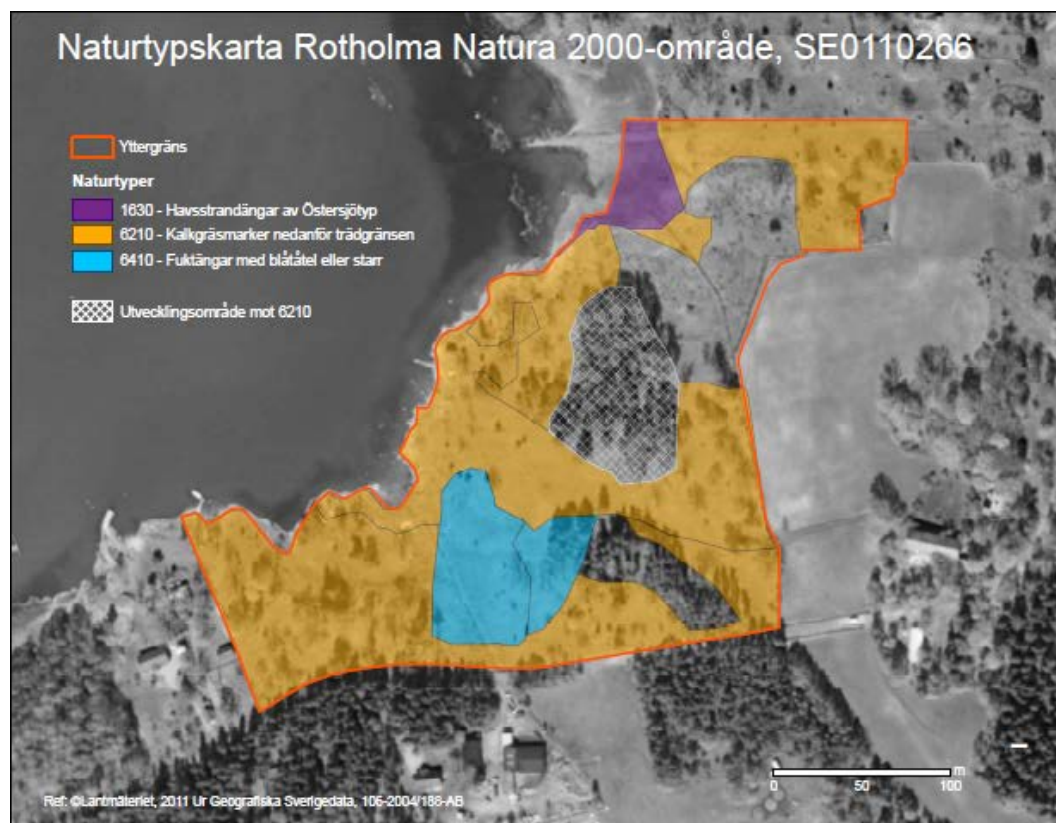 Naturtypskarta Rotholma Natura 2000-område, SE0110266
Yttergräns
Naturtyper
1630 - Havsstrandängar av Östersjötyp
6210 - Kalkgräsmarker nedanför trädgränsen
6410 - Fuktängar med blåtåtel eller starr
Utvecklingsområde mot 6210
m
0 50 100
Ref: ©Lantmäteriet, 2011 Ur Geografiska Sverigedata, 106-2004/188-AB